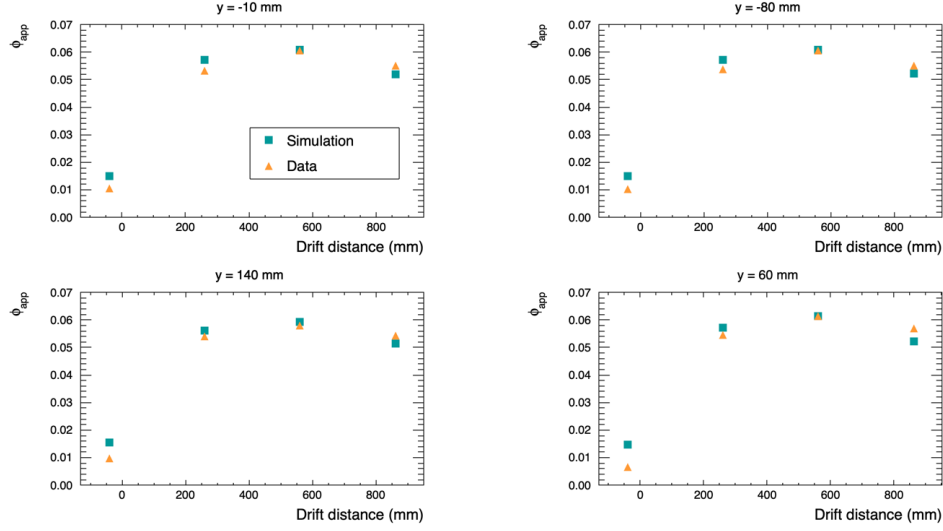 y = -10 mm
ϕapp
0.07
0.06
0.05
0.04
0.03
0.02
0.01
0.00
Simulation
Data
0 200 400 600 800
Drift distance (mm)
y = -80 mm
ϕapp
0.07
0.06
0.05
0.04
0.03
0.02
0.01
0.00
0 200 400 600 800
Drift distance (mm)
y = 140 mm
ϕapp
0.07
0.06
0.05
0.04
0.03
0.02
0.01
0.00
0 200 400 600 800
Drift distance (mm)
y = 60 mm
ϕapp
0.07
0.06
0.05
0.04
0.03
0.02
0.01
0.00
0 200 400 600 800
Drift distance (mm)